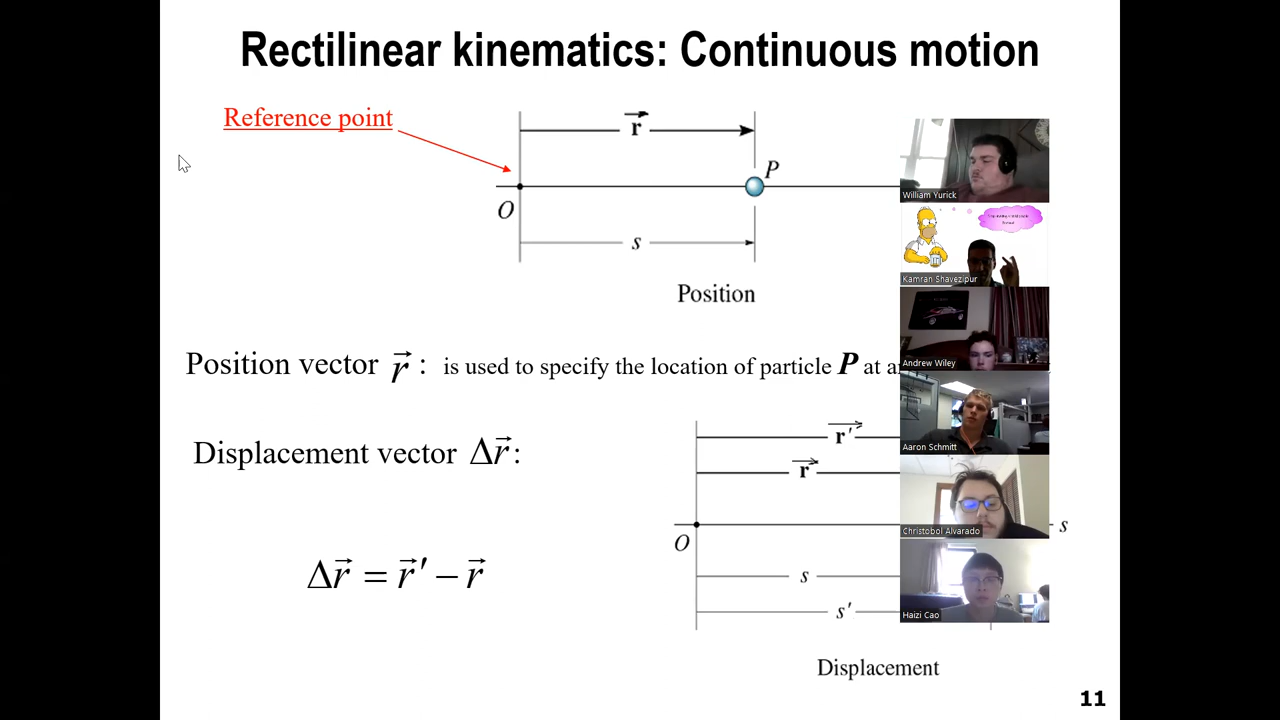 Rectilinear kinematics: Continuous motion
Reference point
r⃗
P
O
s
Position
William Yurick
Kamran Shavezipur
Position vector r⃗ : is used to specify the location of particle P at
Andrew Wiley
Displacement vector Δr⃗:
r⃗′
r⃗
Aaron Schmitt
Christobol Alvarado
s
O
Δr⃗ = r⃗′ − r⃗
s
s′
Haizi Cao
Displacement
11